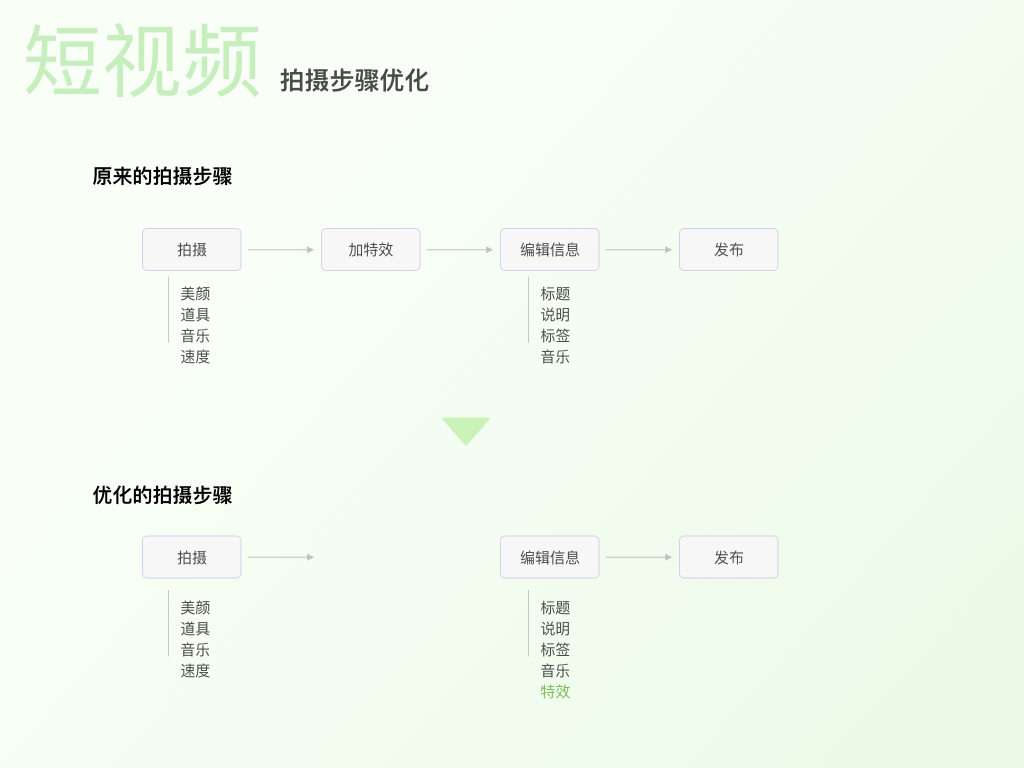 短视频 拍摄步骤优化
原来的拍摄步骤
拍摄
加特效
编辑信息
发布
美颜
道具
音乐
速度
标题
说明
标签
音乐
优化的拍摄步骤
拍摄
编辑信息
发布
美颜
道具
音乐
速度
标题
说明
标签
音乐
特效